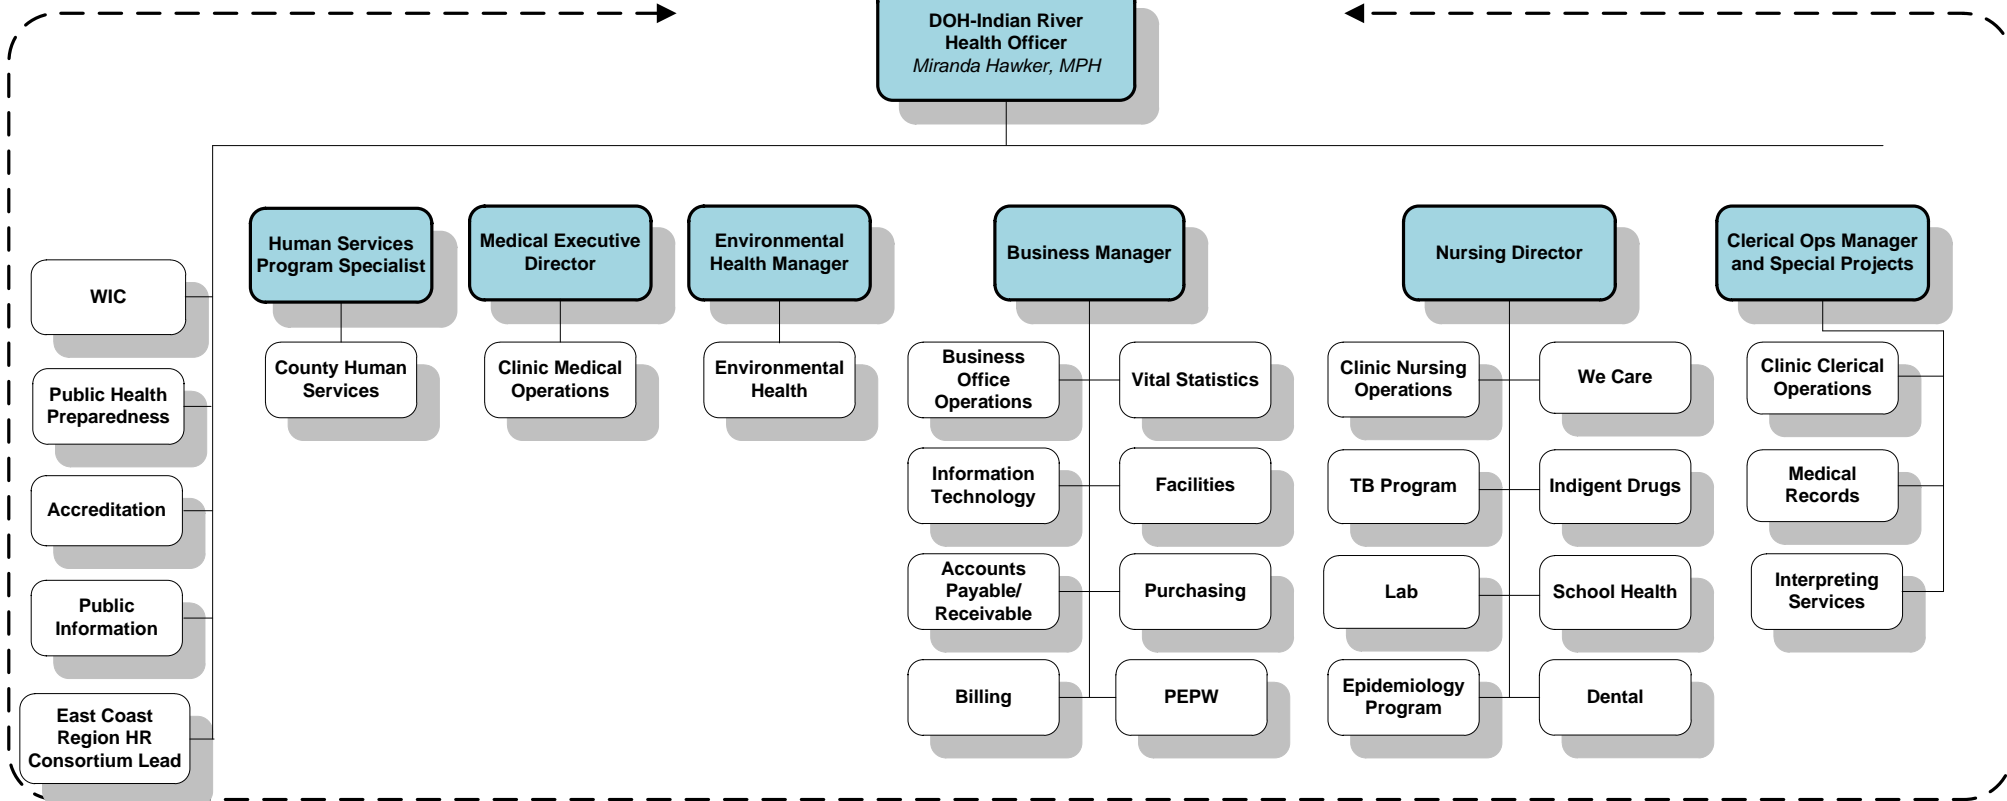 DOH-Indian River
Health Officer
Miranda Hawker, MPH
WIC
Public Health
Preparedness
Accreditation
Public
Information
East Coast
Region HR
Consortium Lead
Human Services
Program Specialist
County Human
Services
Medical Executive
Director
Clinic Medical
Operations
Environmental
Health Manager
Environmental
Health
Business Manager
Business
Office
Operations
Vital Statistics
Information
Technology
Facilities
Accounts
Payable/
Receivable
Purchasing
Billing
PEPW
Nursing Director
Clinic Nursing
Operations
We Care
TB Program
Indigent Drugs
Lab
School Health
Epidemiology
Program
Dental
Clerical Ops Manager
and Special Projects
Clinic Clerical
Operations
Medical
Records
Interpreting
Services